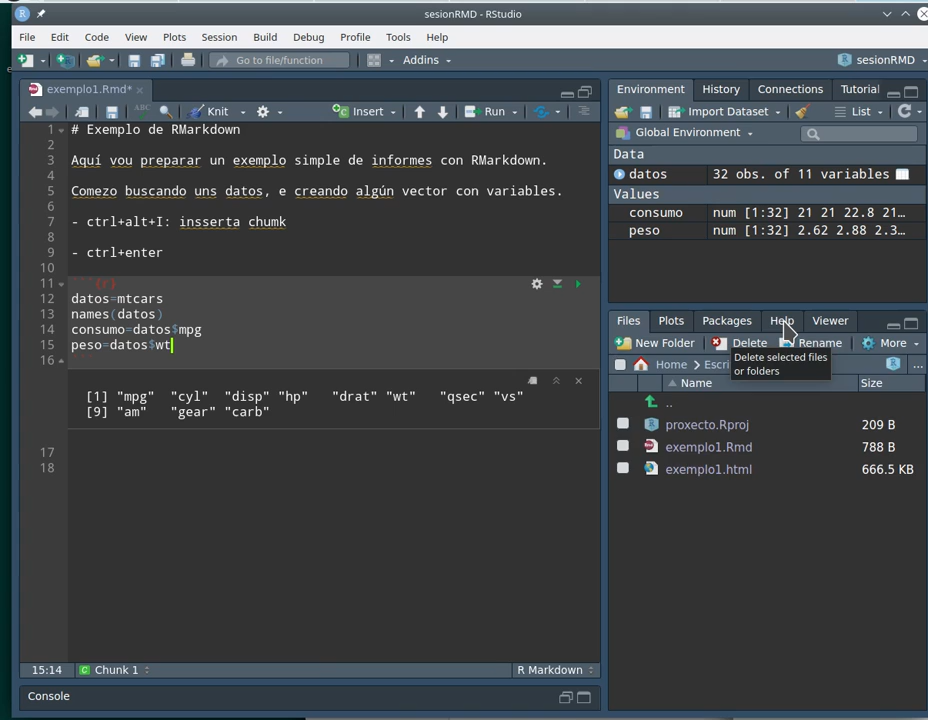 sesionRMD - RStudio
File Edit Code View Plots Session Build Debug Profile Tools Help
Go to file/function Addins sesionRMD
exemplo1.Rmd*
Knit Insert Run
1 # Exemplo de RMarkdown
2
3 Aquí vou preparar un exemplo simple de informes con RMarkdown.
4
5 Comezo buscando uns datos, e creando algún vector con variables.
6
7 - ctrl+alt+I: insserta chumk
8
9 - ctrl+enter
10
11 ```{r}
12 datos=mtcars
13 names(datos)
14 consumo=datos$mpg
15 peso=datos$wt
16
[1] "mpg" "cyl" "disp" "hp" "drat" "wt" "qsec" "vs"
[9] "am" "gear" "carb"
17
18
15:14 Chunk 1 R Markdown
Console
Environment History Connections Tutorial
Import Dataset List
Global Environment
Data
datos 32 obs. of 11 variables
Values
consumo num [1:32] 21 21 22.8 21…
peso num [1:32] 2.62 2.88 2.3…
Files Plots Packages Help Viewer
New Folder Delete Rename More
Home Escri
Delete selected files
or folders
Name Size
..
proxecto.Rproj 209 B
exemplo1.Rmd 788 B
exemplo1.html 666.5 KB